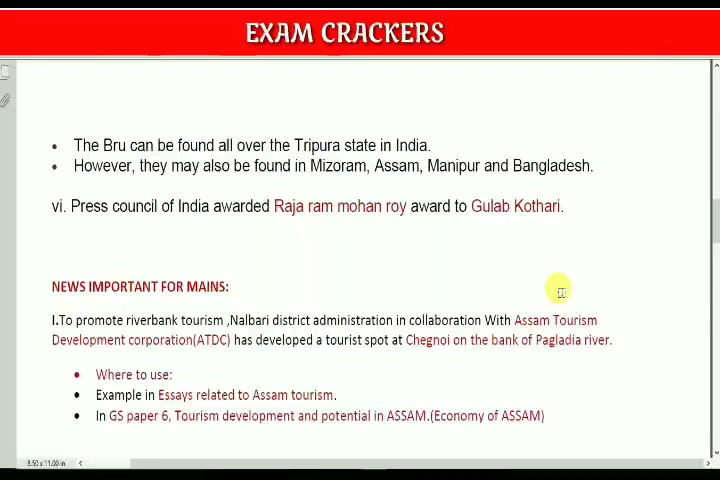 EXAM CRACKERS
• The Bru can be found all over the Tripura state in India.
• However, they may also be found in Mizoram, Assam, Manipur and Bangladesh.
vi. Press council of India awarded Raja ram mohan roy award to Gulab Kothari.
NEWS IMPORTANT FOR MAINS:
I.To promote riverbank tourism ,Nalbari district administration in collaboration With Assam Tourism
Development corporation(ATDC) has developed a tourist spot at Chegnoi on the bank of Pagladia river.
• Where to use:
• Example in Essays related to Assam tourism.
• In GS paper 6, Tourism development and potential in ASSAM.(Economy of ASSAM)
8.50 x 11.00 in